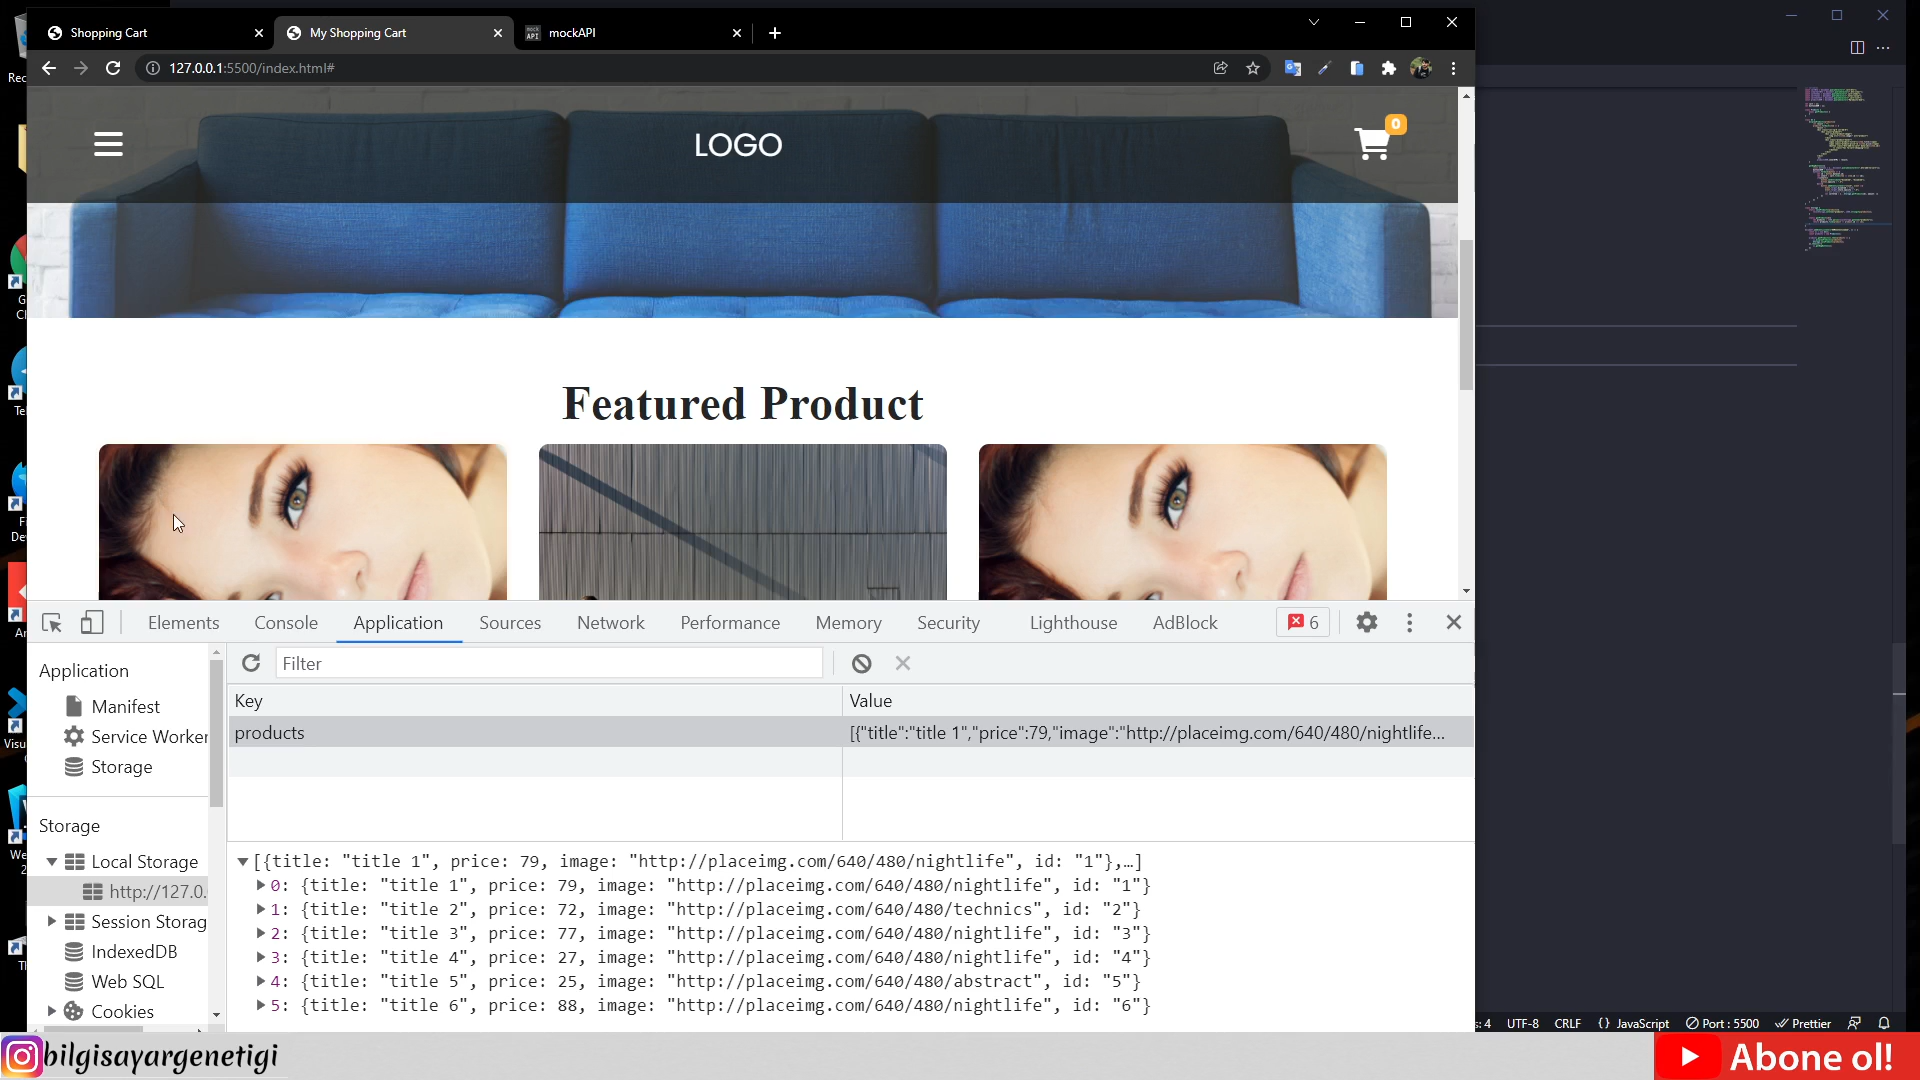 Shopping Cart
My Shopping Cart
mock API
mockAPI
127.0.0.1:5500/index.html#
LOGO
0
Featured Product
Elements
Console
Application
Sources
Network
Performance
Memory
Security
Lighthouse
AdBlock
6
Application
Manifest
Service Worker
Storage
Storage
Local Storage
http://127.0.
Session Storag
IndexedDB
Web SQL
Cookies
Filter
Key
Value
products
[{"title":"title 1","price":79,"image":"http://placeimg.com/640/480/nightlife…
[{title: "title 1", price: 79, image: "http://placeimg.com/640/480/nightlife", id: "1"},…]
0: {title: "title 1", price: 79, image: "http://placeimg.com/640/480/nightlife", id: "1"}
1: {title: "title 2", price: 72, image: "http://placeimg.com/640/480/technics", id: "2"}
2: {title: "title 3", price: 77, image: "http://placeimg.com/640/480/nightlife", id: "3"}
3: {title: "title 4", price: 27, image: "http://placeimg.com/640/480/nightlife", id: "4"}
4: {title: "title 5", price: 25, image: "http://placeimg.com/640/480/abstract", id: "5"}
5: {title: "title 6", price: 88, image: "http://placeimg.com/640/480/nightlife", id: "6"}
s: 4
UTF-8
CRLF
{} JavaScript
Port : 5500
Prettier
bilgisayargenetigi
Abone ol!